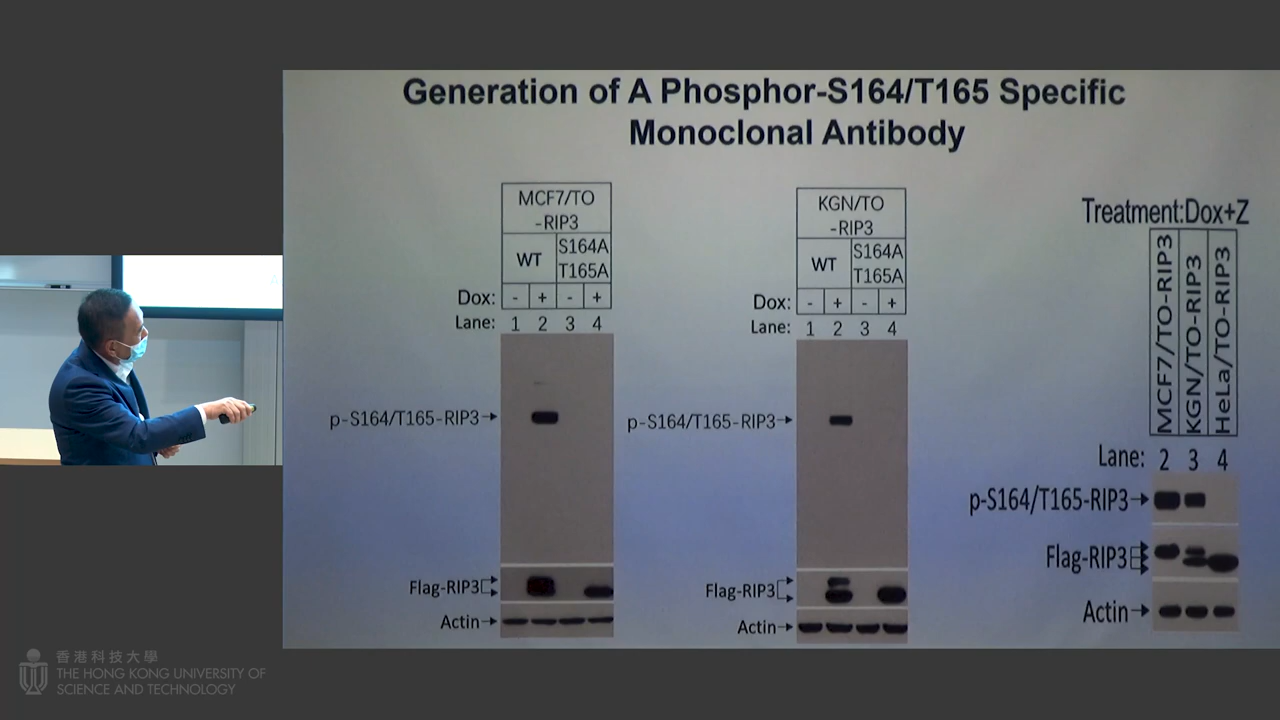 Generation of A Phosphor-S164/T165 Specific
Monoclonal Antibody
MCF7/TO
-RIP3
WT
S164A
T165A
Dox: - + - +
Lane: 1 2 3 4
p-S164/T165-RIP3
Flag-RIP3
Actin
KGN/TO
-RIP3
WT
S164A
T165A
Dox: - + - +
Lane: 1 2 3 4
p-S164/T165-RIP3
Flag-RIP3
Actin
Treatment:Dox+Z
MCF7/TO-RIP3
KGN/TO-RIP3
HeLa/TO-RIP3
Lane: 2 3 4
p-S164/T165-RIP3
Flag-RIP3
Actin
香港科技大學
THE HONG KONG UNIVERSITY OF
SCIENCE AND TECHNOLOGY